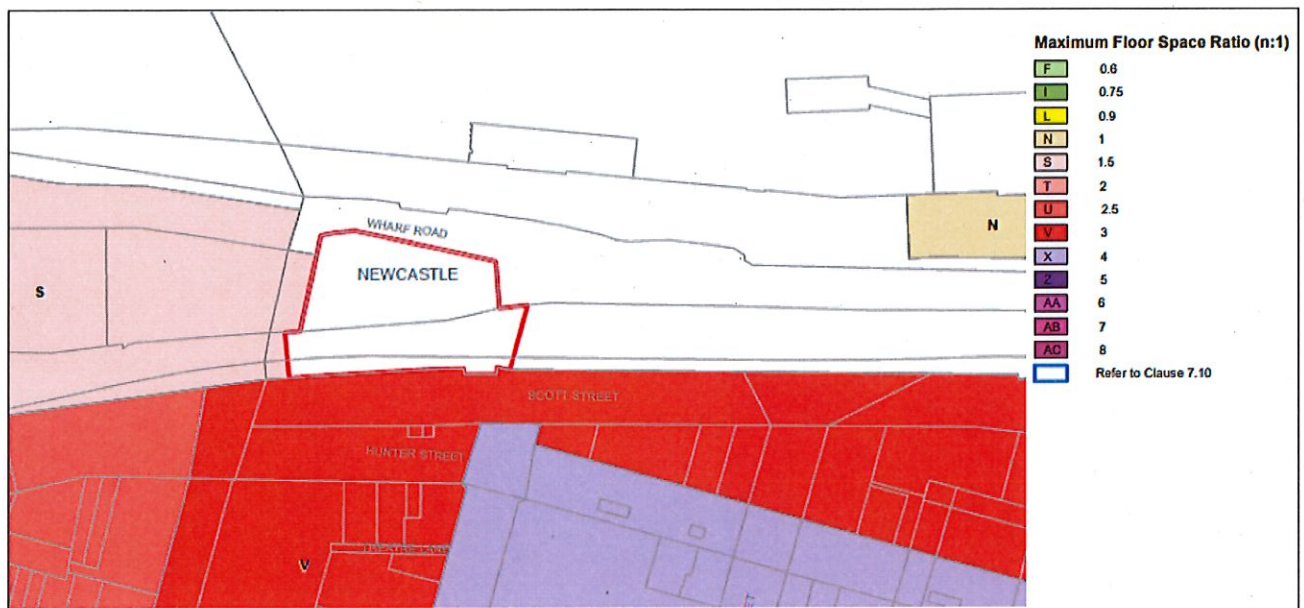 Maximum Floor Space Ratio (n:1)
F 0.6
I 0.75
L 0.9
N 1
S 1.5
T 2
U 2.5
V 3
X 4
Z 5
AA 6
AB 7
AC 8
Refer to Clause 7.10
WHARF ROAD
NEWCASTLE
N
S
SCOTT STREET
HUNTER STREET
THEATRE LANE
V